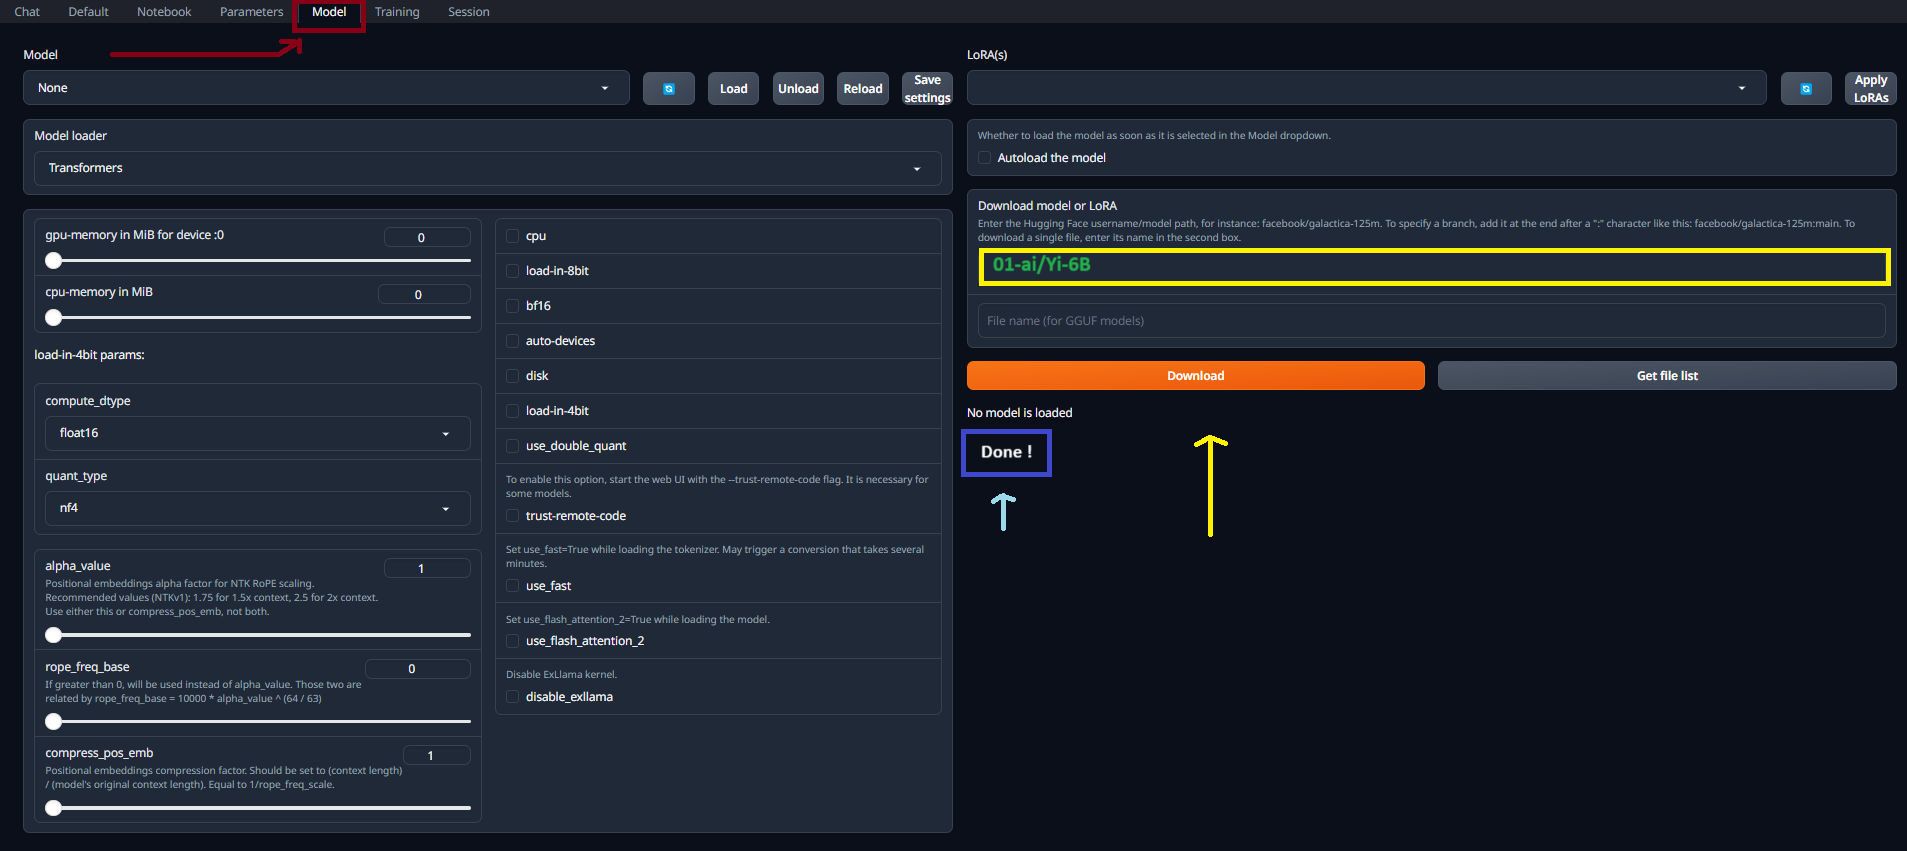 Chat Default Notebook Parameters Model Training Session
Model
None
Load
Unload
Reload
Save
settings
Model loader
Transformers
gpu-memory in MiB for device :0
0
cpu-memory in MiB
0
load-in-4bit params:
compute_dtype
float16
quant_type
nf4
alpha_value
1
Positional embeddings alpha factor for NTK RoPE scaling.
Recommended values (NTKv1): 1.75 for 1.5x context, 2.5 for 2x context.
Use either this or compress_pos_emb, not both.
rope_freq_base
0
If greater than 0, will be used instead of alpha_value. Those two are
related by rope_freq_base = 10000 * alpha_value ^ (64 / 63)
compress_pos_emb
1
Positional embeddings compression factor. Should be set to (context length)
/ (model's original context length). Equal to 1/rope_freq_scale.
cpu
load-in-8bit
bf16
auto-devices
disk
load-in-4bit
use_double_quant
To enable this option, start the web UI with the --trust-remote-code flag. It is necessary for
some models.
trust-remote-code
Set use_fast=True while loading the tokenizer. May trigger a conversion that takes several
minutes.
use_fast
Set use_flash_attention_2=True while loading the model.
use_flash_attention_2
Disable ExLlama kernel.
disable_exllama
LoRA(s)
Apply
LoRAs
Whether to load the model as soon as it is selected in the Model dropdown.
Autoload the model
Download model or LoRA
Enter the Hugging Face username/model path, for instance: facebook/galactica-125m. To specify a branch, add it at the end after a ":" character like this: facebook/galactica-125m:main. To
download a single file, enter its name in the second box.
01-ai/Yi-6B
File name (for GGUF models)
Download
Get file list
No model is loaded
Done !